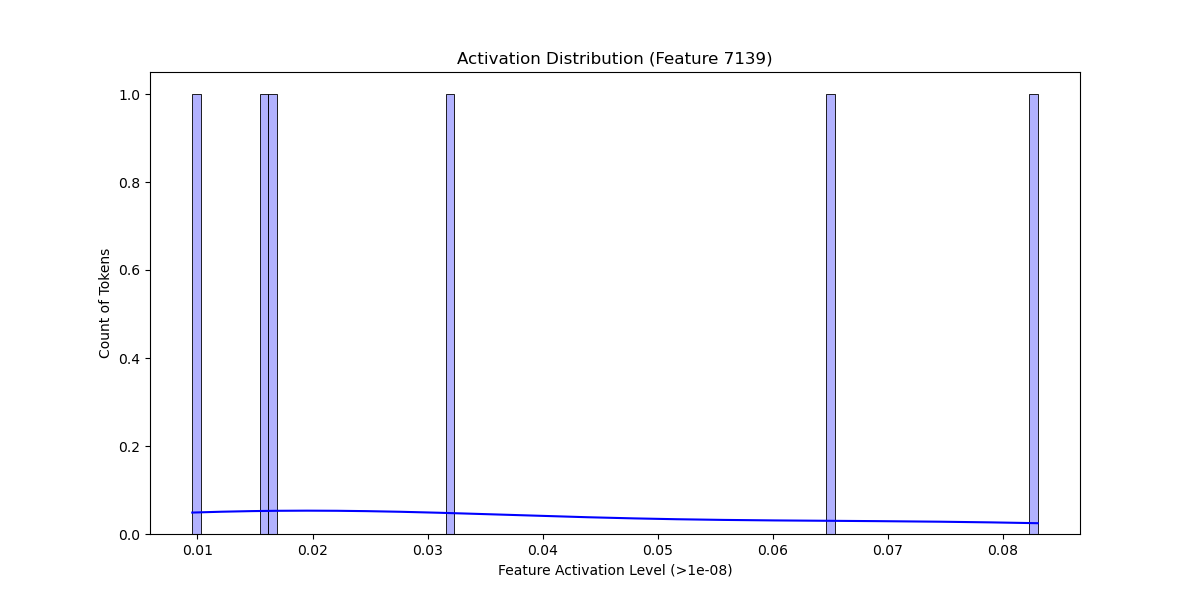 Activation Distribution (Feature 7139)
1.0
0.8
0.6
0.4
0.2
0.0
Count of Tokens
0.01 0.02 0.03 0.04 0.05 0.06 0.07 0.08
Feature Activation Level (>1e-08)